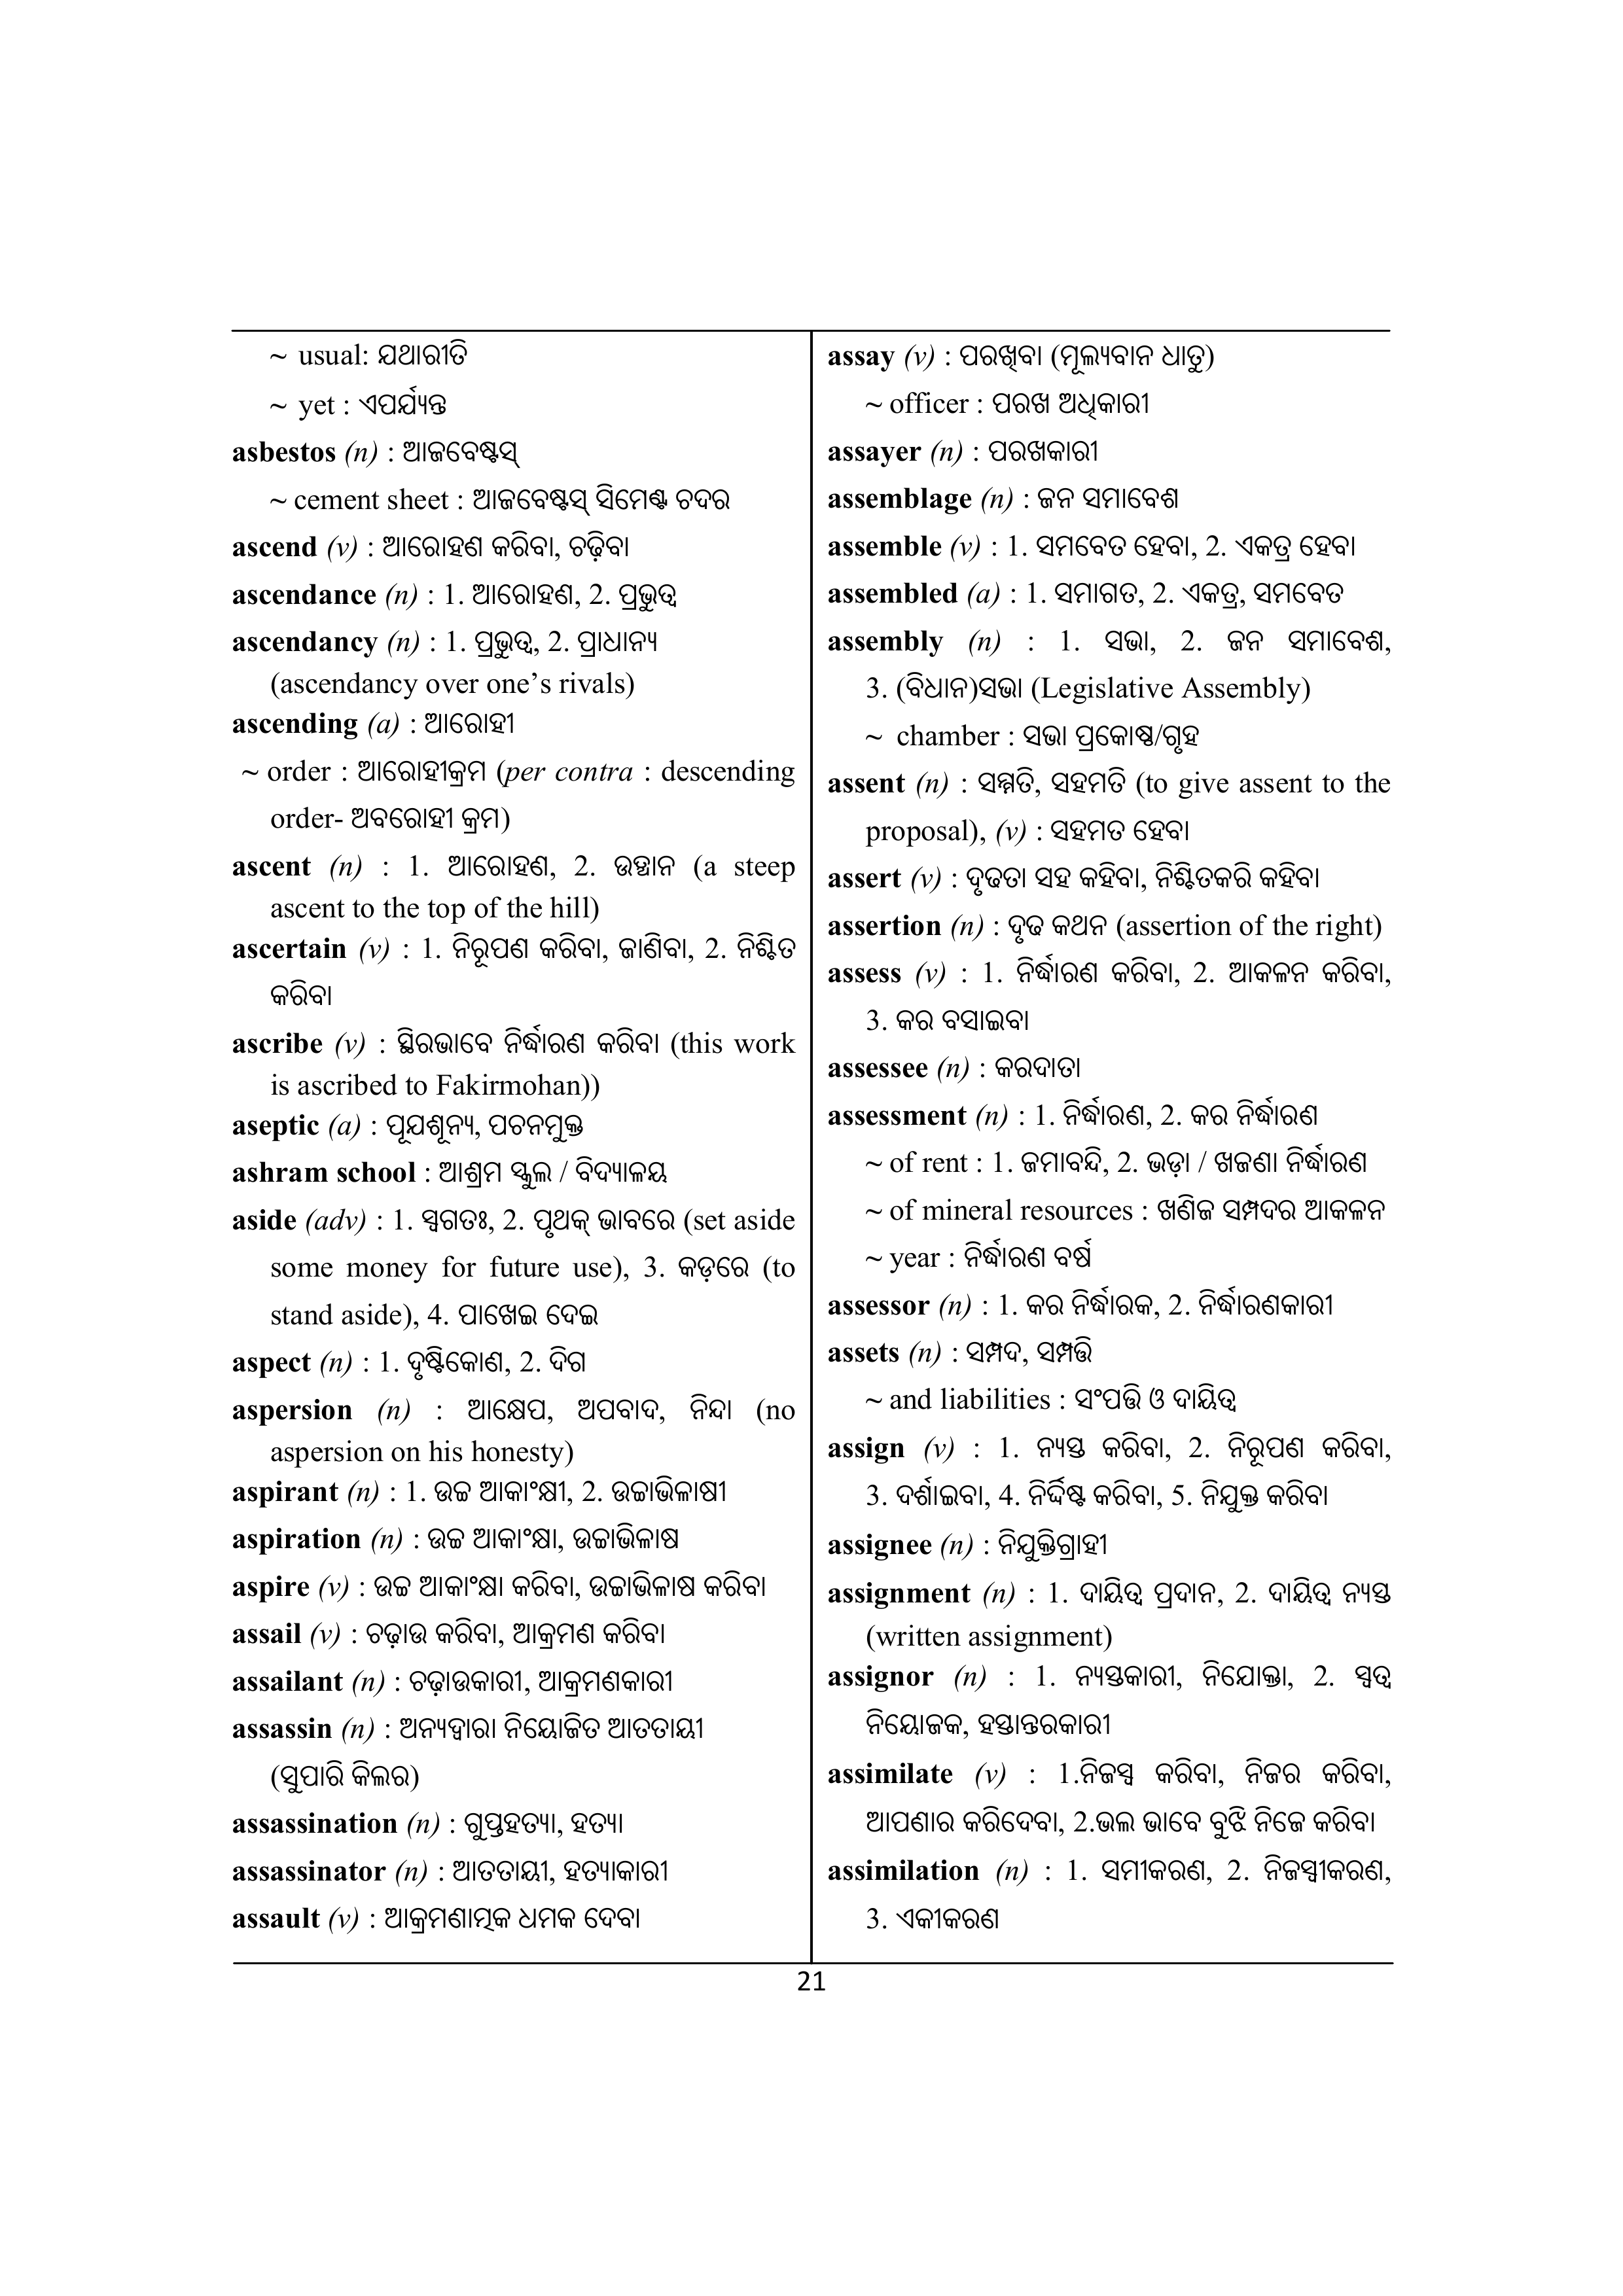 ~ usual: ଯଥାରୀତି
~ yet : ଏପର୍ଯ୍ୟନ୍ତ
asbestos (n) : ଆଜବେଷ୍ଟସ୍
~ cement sheet : ଆଜବେଷ୍ଟସ୍ ସିମେଣ୍ଟ ଚଦର
ascend (v) : ଆରୋହଣ କରିବା, ଚଢ଼ିବା
ascendance (n) : 1. ଆରୋହଣ, 2. ପ୍ରଭୁତ୍ୱ
ascendancy (n) : 1. ପ୍ରଭୁତ୍ୱ, 2. ପ୍ରାଧାନ୍ୟ
(ascendancy over one’s rivals)
ascending (a) : ଆରୋହୀ
~ order : ଆରୋହୀକ୍ରମ (per contra : descending
order- ଅବରୋହୀ କ୍ରମ)
ascent (n) : 1. ଆରୋହଣ, 2. ଉତ୍ଥାନ (a steep
ascent to the top of the hill)
ascertain (v) : 1. ନିରୂପଣ କରିବା, ଜାଣିବା, 2. ନିଶ୍ଚିତ
କରିବା
ascribe (v) : ସ୍ଥିରଭାବେ ନିର୍ଦ୍ଧାରଣ କରିବା (this work
is ascribed to Fakirmohan))
aseptic (a) : ପୂଯଶୂନ୍ୟ, ପଚନମୁକ୍ତ
ashram school : ଆଶ୍ରମ ସ୍କୁଲ / ବିଦ୍ୟାଳୟ
aside (adv) : 1. ସ୍ୱଗତଃ, 2. ପୃଥକ୍ ଭାବରେ (set aside
some money for future use), 3. କଡ଼ରେ (to
stand aside), 4. ପାଖେଇ ଦେଇ
aspect (n) : 1. ଦୃଷ୍ଟିକୋଣ, 2. ଦିଗ
aspersion (n) : ଆକ୍ଷେପ, ଅପବାଦ, ନିନ୍ଦା (no
aspersion on his honesty)
aspirant (n) : 1. ଉଚ୍ଚ ଆକାଂକ୍ଷୀ, 2. ଉଚ୍ଚାଭିଳାଷୀ
aspiration (n) : ଉଚ୍ଚ ଆକାଂକ୍ଷା, ଉଚ୍ଚାଭିଳାଷ
aspire (v) : ଉଚ୍ଚ ଆକାଂକ୍ଷା କରିବା, ଉଚ୍ଚାଭିଳାଷ କରିବା
assail (v) : ଚଢ଼ାଉ କରିବା, ଆକ୍ରମଣ କରିବା
assailant (n) : ଚଢ଼ାଉକାରୀ, ଆକ୍ରମଣକାରୀ
assassin (n) : ଅନ୍ୟଦ୍ୱାରା ନିୟୋଜିତ ଆତତାୟୀ
(ସୁପାରି କିଲର)
assassination (n) : ଗୁପ୍ତହତ୍ୟା, ହତ୍ୟା
assassinator (n) : ଆତତାୟୀ, ହତ୍ୟାକାରୀ
assault (v) : ଆକ୍ରମଣାତ୍ମକ ଧମକ ଦେବା
assay (v) : ପରଖିବା (ମୂଲ୍ୟବାନ ଧାତୁ)
~ officer : ପରଖ ଅଧିକାରୀ
assayer (n) : ପରଖକାରୀ
assemblage (n) : ଜନ ସମାବେଶ
assemble (v) : 1. ସମବେତ ହେବା, 2. ଏକତ୍ର ହେବା
assembled (a) : 1. ସମାଗତ, 2. ଏକତ୍ର, ସମବେତ
assembly (n) : 1. ସଭା, 2. ଜନ ସମାବେଶ,
3. (ବିଧାନ)ସଭା (Legislative Assembly)
~ chamber : ସଭା ପ୍ରକୋଷ୍ଠ/ଗୃହ
assent (n) : ସମ୍ମତି, ସହମତି (to give assent to the
proposal), (v) : ସହମତ ହେବା
assert (v) : ଦୃଢତା ସହ କହିବା, ନିଶ୍ଚିତକରି କହିବା
assertion (n) : ଦୃଢ କଥନ (assertion of the right)
assess (v) : 1. ନିର୍ଦ୍ଧାରଣ କରିବା, 2. ଆକଳନ କରିବା,
3. କର ବସାଇବା
assessee (n) : କରଦାତା
assessment (n) : 1. ନିର୍ଦ୍ଧାରଣ, 2. କର ନିର୍ଦ୍ଧାରଣ
~ of rent : 1. ଜମାବନ୍ଦି, 2. ଭଡ଼ା / ଖଜଣା ନିର୍ଦ୍ଧାରଣ
~ of mineral resources : ଖଣିଜ ସମ୍ପଦର ଆକଳନ
~ year : ନିର୍ଦ୍ଧାରଣ ବର୍ଷ
assessor (n) : 1. କର ନିର୍ଦ୍ଧାରକ, 2. ନିର୍ଦ୍ଧାରଣକାରୀ
assets (n) : ସମ୍ପଦ, ସମ୍ପତ୍ତି
~ and liabilities : ସଂପତ୍ତି ଓ ଦାୟିତ୍ୱ
assign (v) : 1. ନ୍ୟସ୍ତ କରିବା, 2. ନିରୂପଣ କରିବା,
3. ଦର୍ଶାଇବା, 4. ନିର୍ଦ୍ଦିଷ୍ଟ କରିବା, 5. ନିଯୁକ୍ତ କରିବା
assignee (n) : ନିଯୁକ୍ତିଗ୍ରାହୀ
assignment (n) : 1. ଦାୟିତ୍ୱ ପ୍ରଦାନ, 2. ଦାୟିତ୍ୱ ନ୍ୟସ୍ତ
(written assignment)
assignor (n) : 1. ନ୍ୟସ୍ତକାରୀ, ନିଯୋକ୍ତା, 2. ସ୍ୱତ୍ୱ
ନିୟୋଜକ, ହସ୍ତାନ୍ତରକାରୀ
assimilate (v) : 1.ନିଜସ୍ୱ କରିବା, ନିଜର କରିବା,
ଆପଣାର କରିଦେବା, 2.ଭଲ ଭାବେ ବୁଝି ନିଜେ କରିବା
assimilation (n) : 1. ସମୀକରଣ, 2. ନିଜସ୍ୱୀକରଣ,
3. ଏକୀକରଣ
21